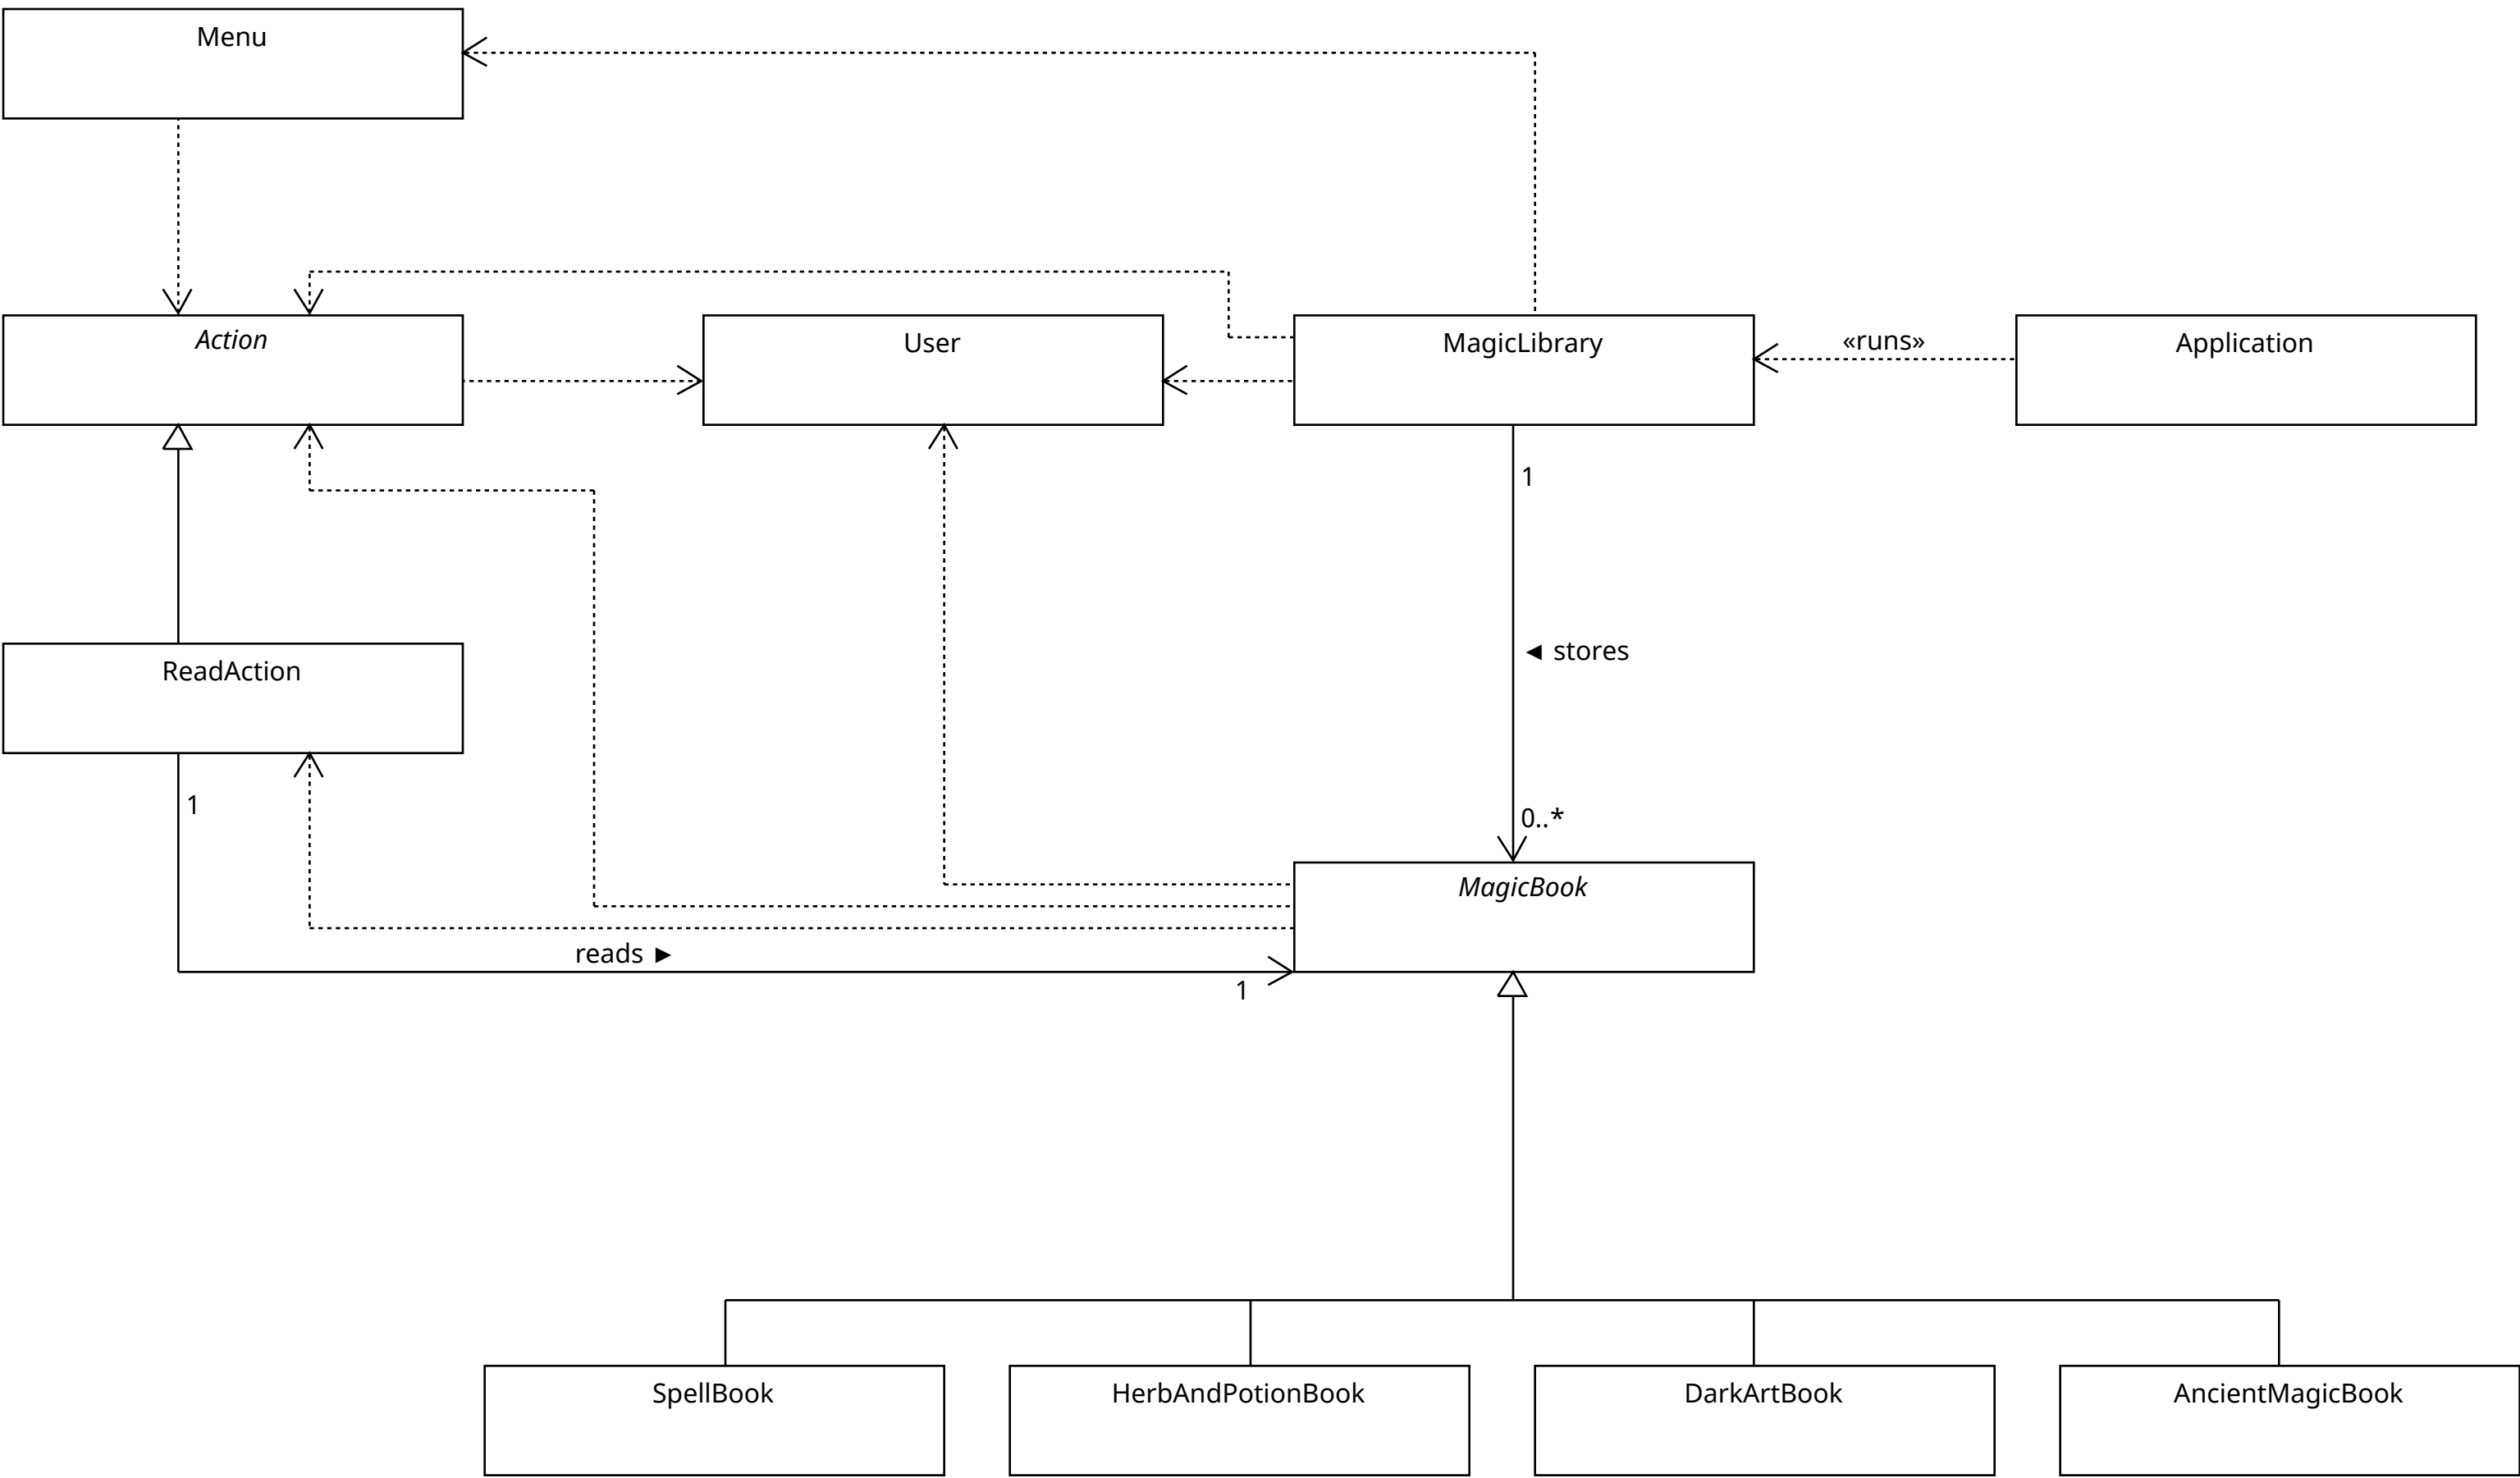 Menu
Action
User
MagicLibrary
«runs»
Application
1
ReadAction
◄ stores
1
0..*
MagicBook
reads ►
1
SpellBook
HerbAndPotionBook
DarkArtBook
AncientMagicBook